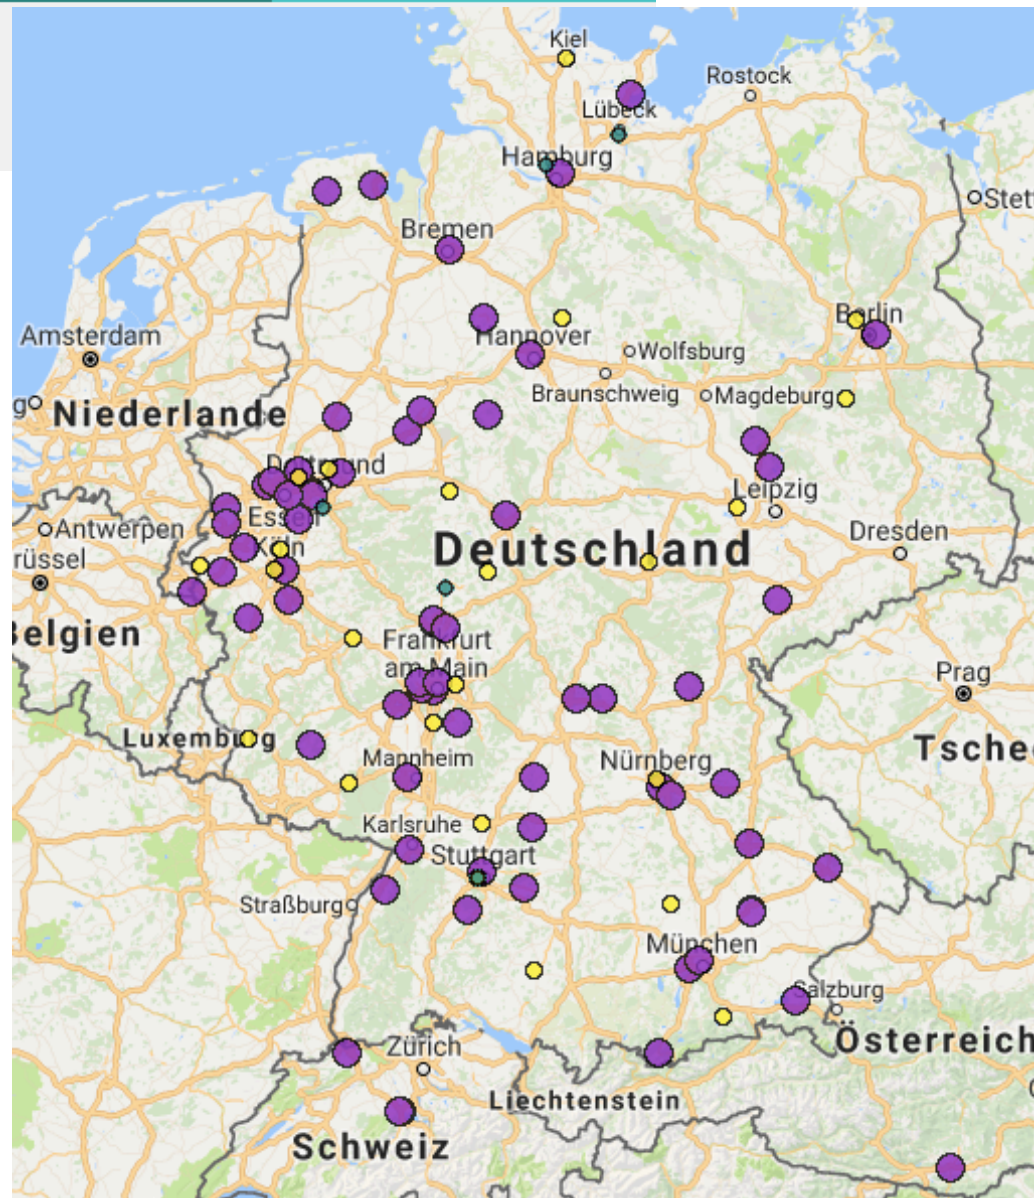 Kiel
Rostock
Lübeck
Hamburg
Stett
Bremen
Berlin
Amsterdam
Hannover
Wolfsburg
Braunschweig
Magdeburg
g
Niederlande
Dortmund
Leipzig
Essen
Antwerpen
Dresden
Deutschland
Köln
rüssel
Belgien
Frankfurt
am Main
Prag
Luxemburg
Tsche
Mannheim
Nürnberg
Karlsruhe
Stuttgart
Straßburg
München
Salzburg
Österreich
Zürich
Liechtenstein
Schweiz